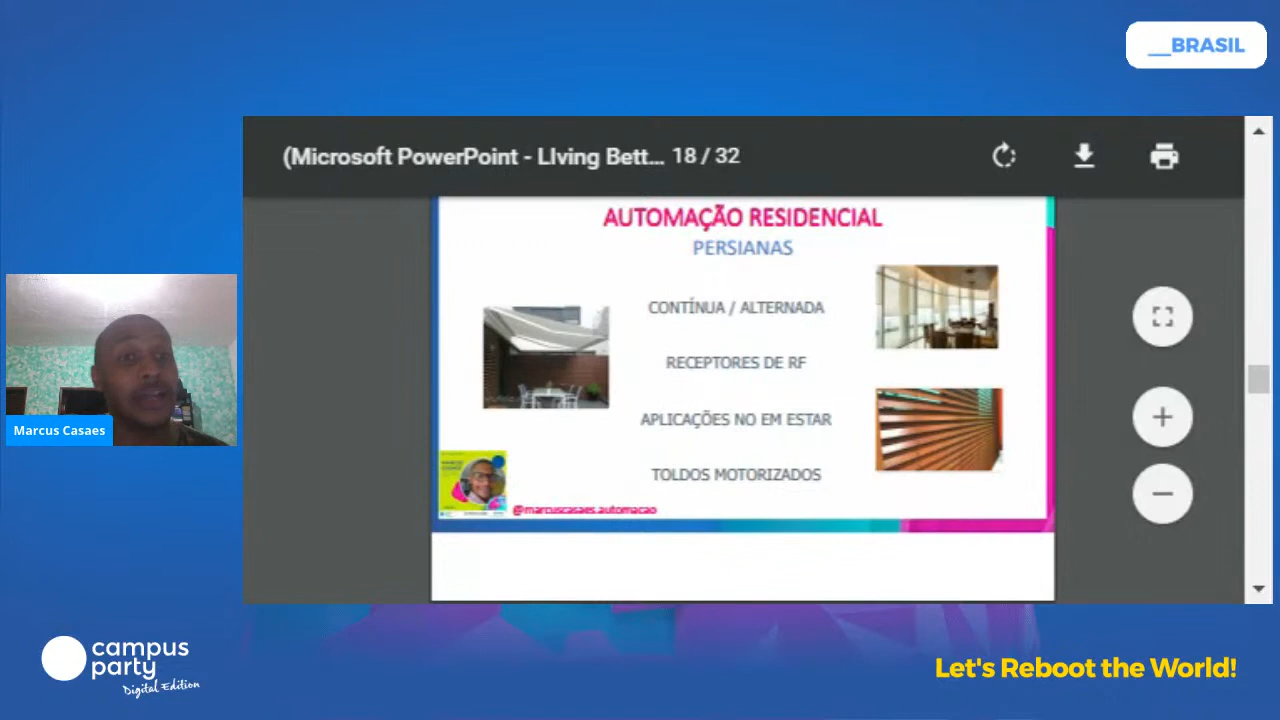 __BRASIL
(Microsoft PowerPoint - LIving Bett... 18 / 32
AUTOMAÇÃO RESIDENCIAL
PERSIANAS
CONTÍNUA / ALTERNADA
RECEPTORES DE RF
APLICAÇÕES NO EM ESTAR
TOLDOS MOTORIZADOS
@marcuscasaes.automacao
Marcus Casaes
campus
party
Digital Edition
Let's Reboot the World!